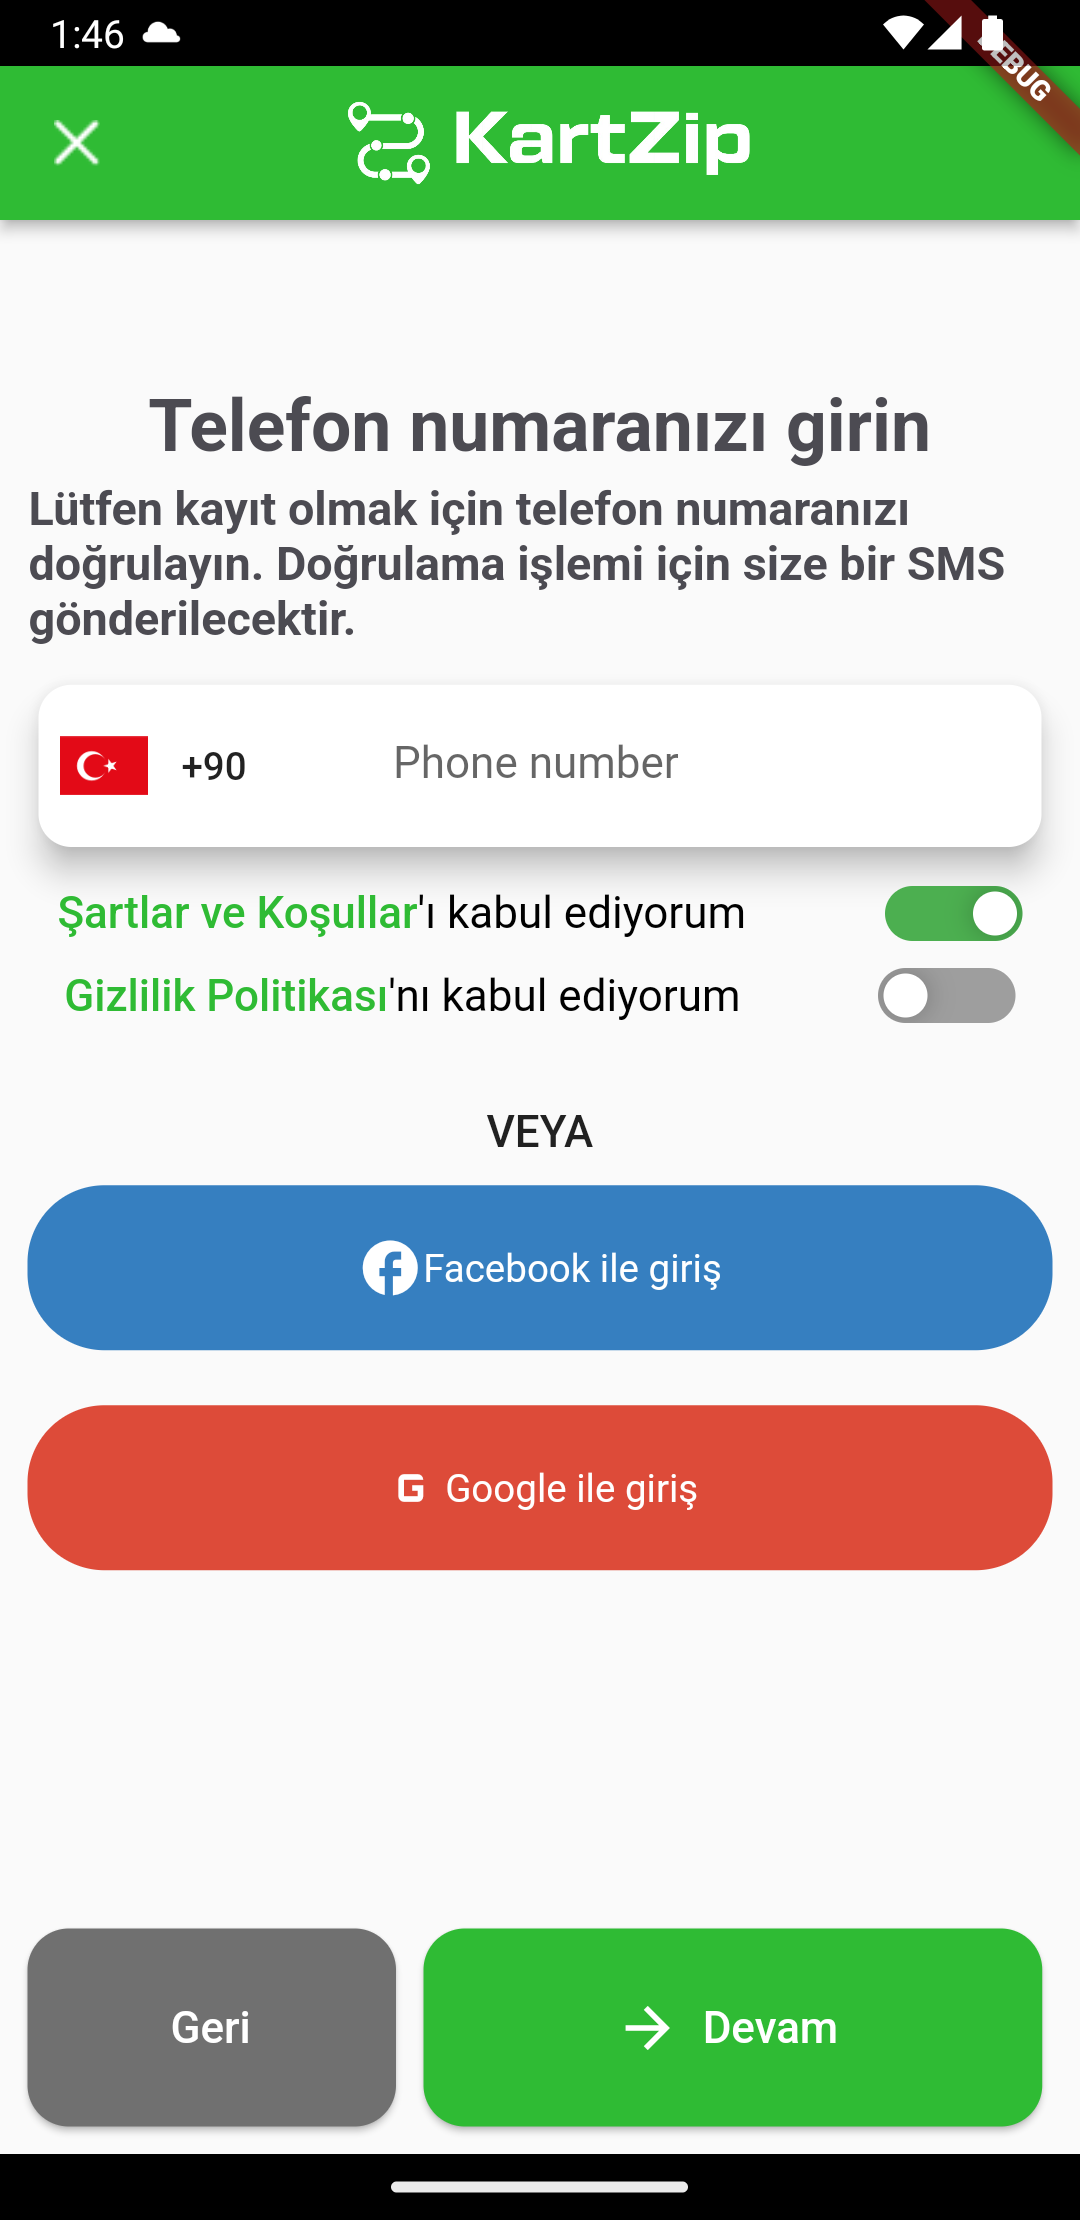 1:46
DEBUG
KartZip
Telefon numaranızı girin
Lütfen kayıt olmak için telefon numaranızı
doğrulayın. Doğrulama işlemi için size bir SMS
gönderilecektir.
+90 Phone number
Şartlar ve Koşullar'ı kabul ediyorum
Gizlilik Politikası'nı kabul ediyorum
VEYA
Facebook ile giriş
G Google ile giriş
Geri
Devam